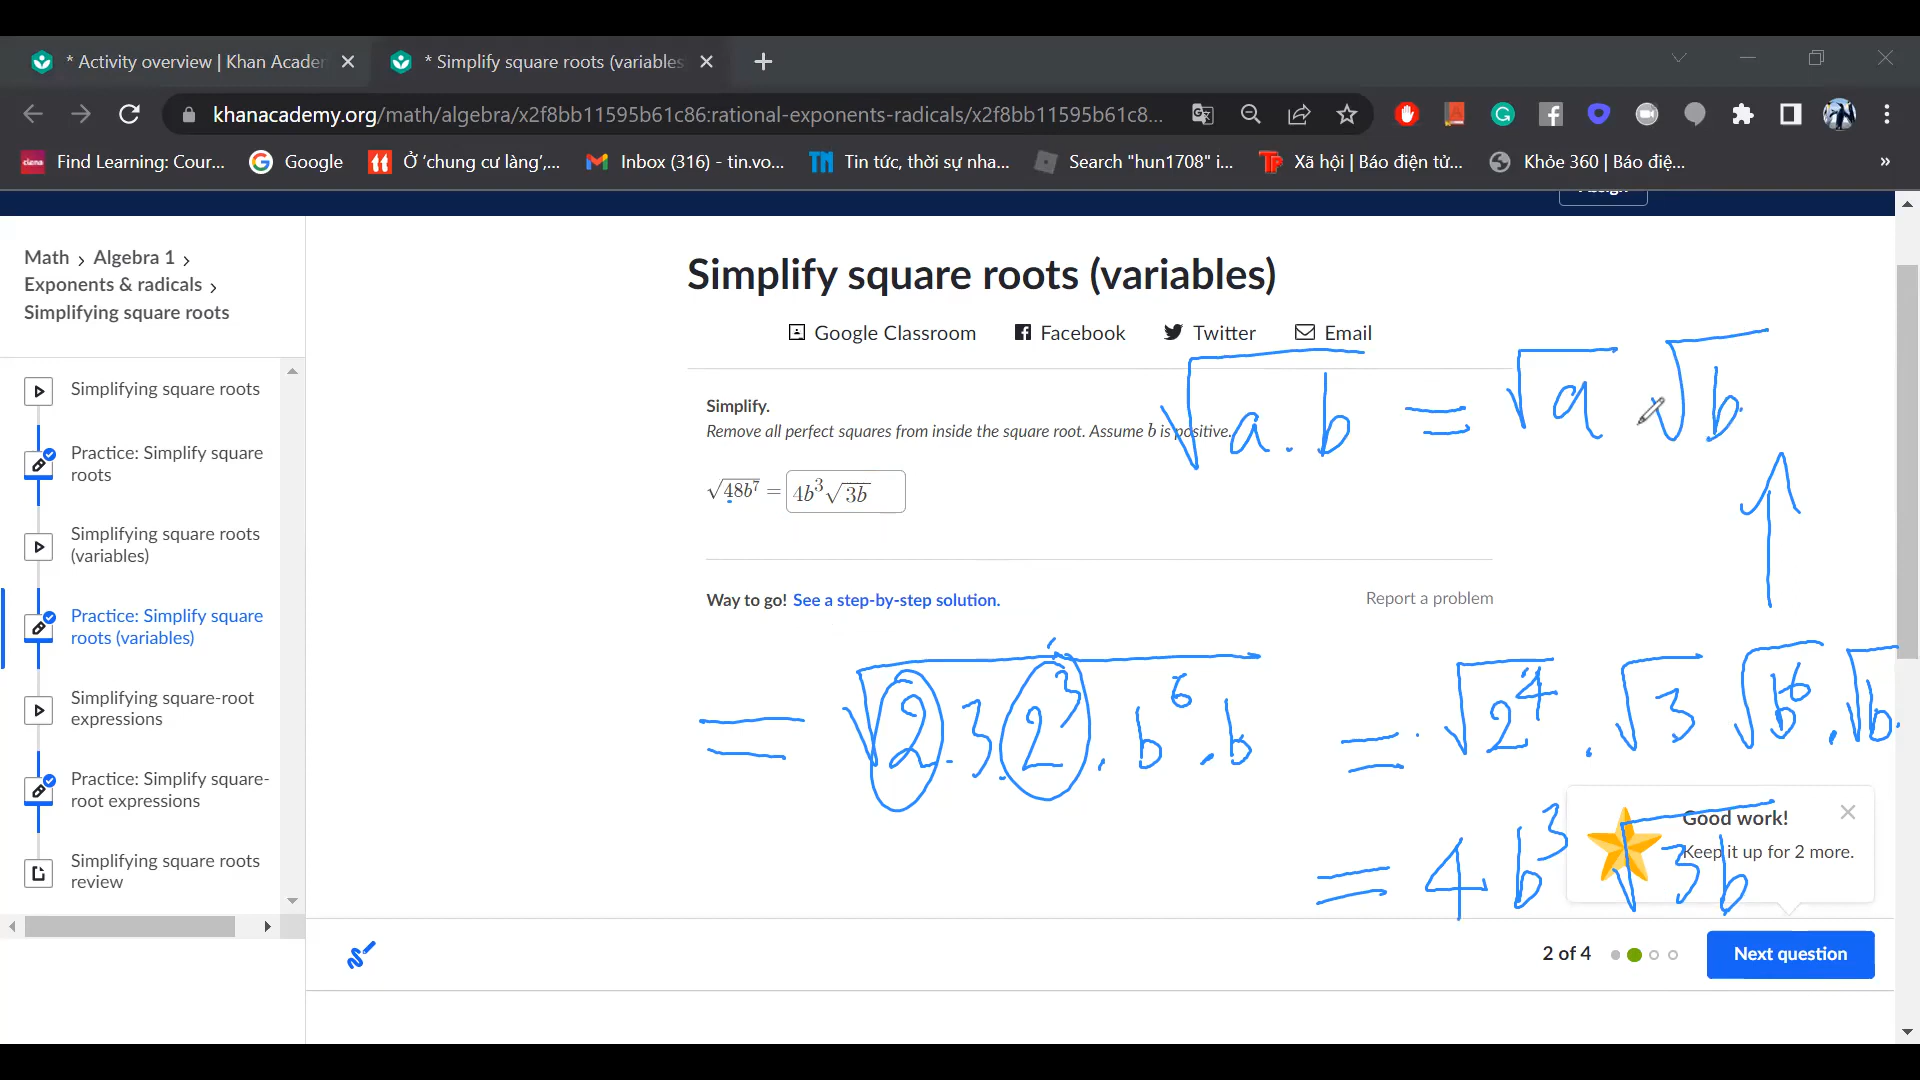 * Activity overview | Khan Acader
* Simplify square roots (variables
khanacademy.org/math/algebra/x2f8bb11595b61c86:rational-exponents-radicals/x2f8bb11595b61c8...
Find Learning: Cour...
Google
Ở 'chung cư làng',...
Inbox (316) - tin.vo...
TN Tin tức, thời sự nha...
Search "hun1708" i...
Xã hội | Báo điện tử...
Khỏe 360 | Báo điệ...
»
Math › Algebra 1 ›
Exponents & radicals ›
Simplifying square roots
Simplifying square roots
Practice: Simplify square
roots
Simplifying square roots
(variables)
Practice: Simplify square
roots (variables)
Simplifying square-root
expressions
Practice: Simplify square-
root expressions
Simplifying square roots
review
Simplify square roots (variables)
Google Classroom
Facebook
Twitter
Email
√a.b = √a √b
Simplify.
Remove all perfect squares from inside the square root. Assume b is positive.
√48b⁷ = 4b³√3b
Way to go! See a step-by-step solution.
Report a problem
= √2.3.2³.b⁶.b = √2⁴.√3 √b⁶.√b.
Good work!
Keep it up for 2 more.
= 4 b³ √3b
2 of 4
Next question